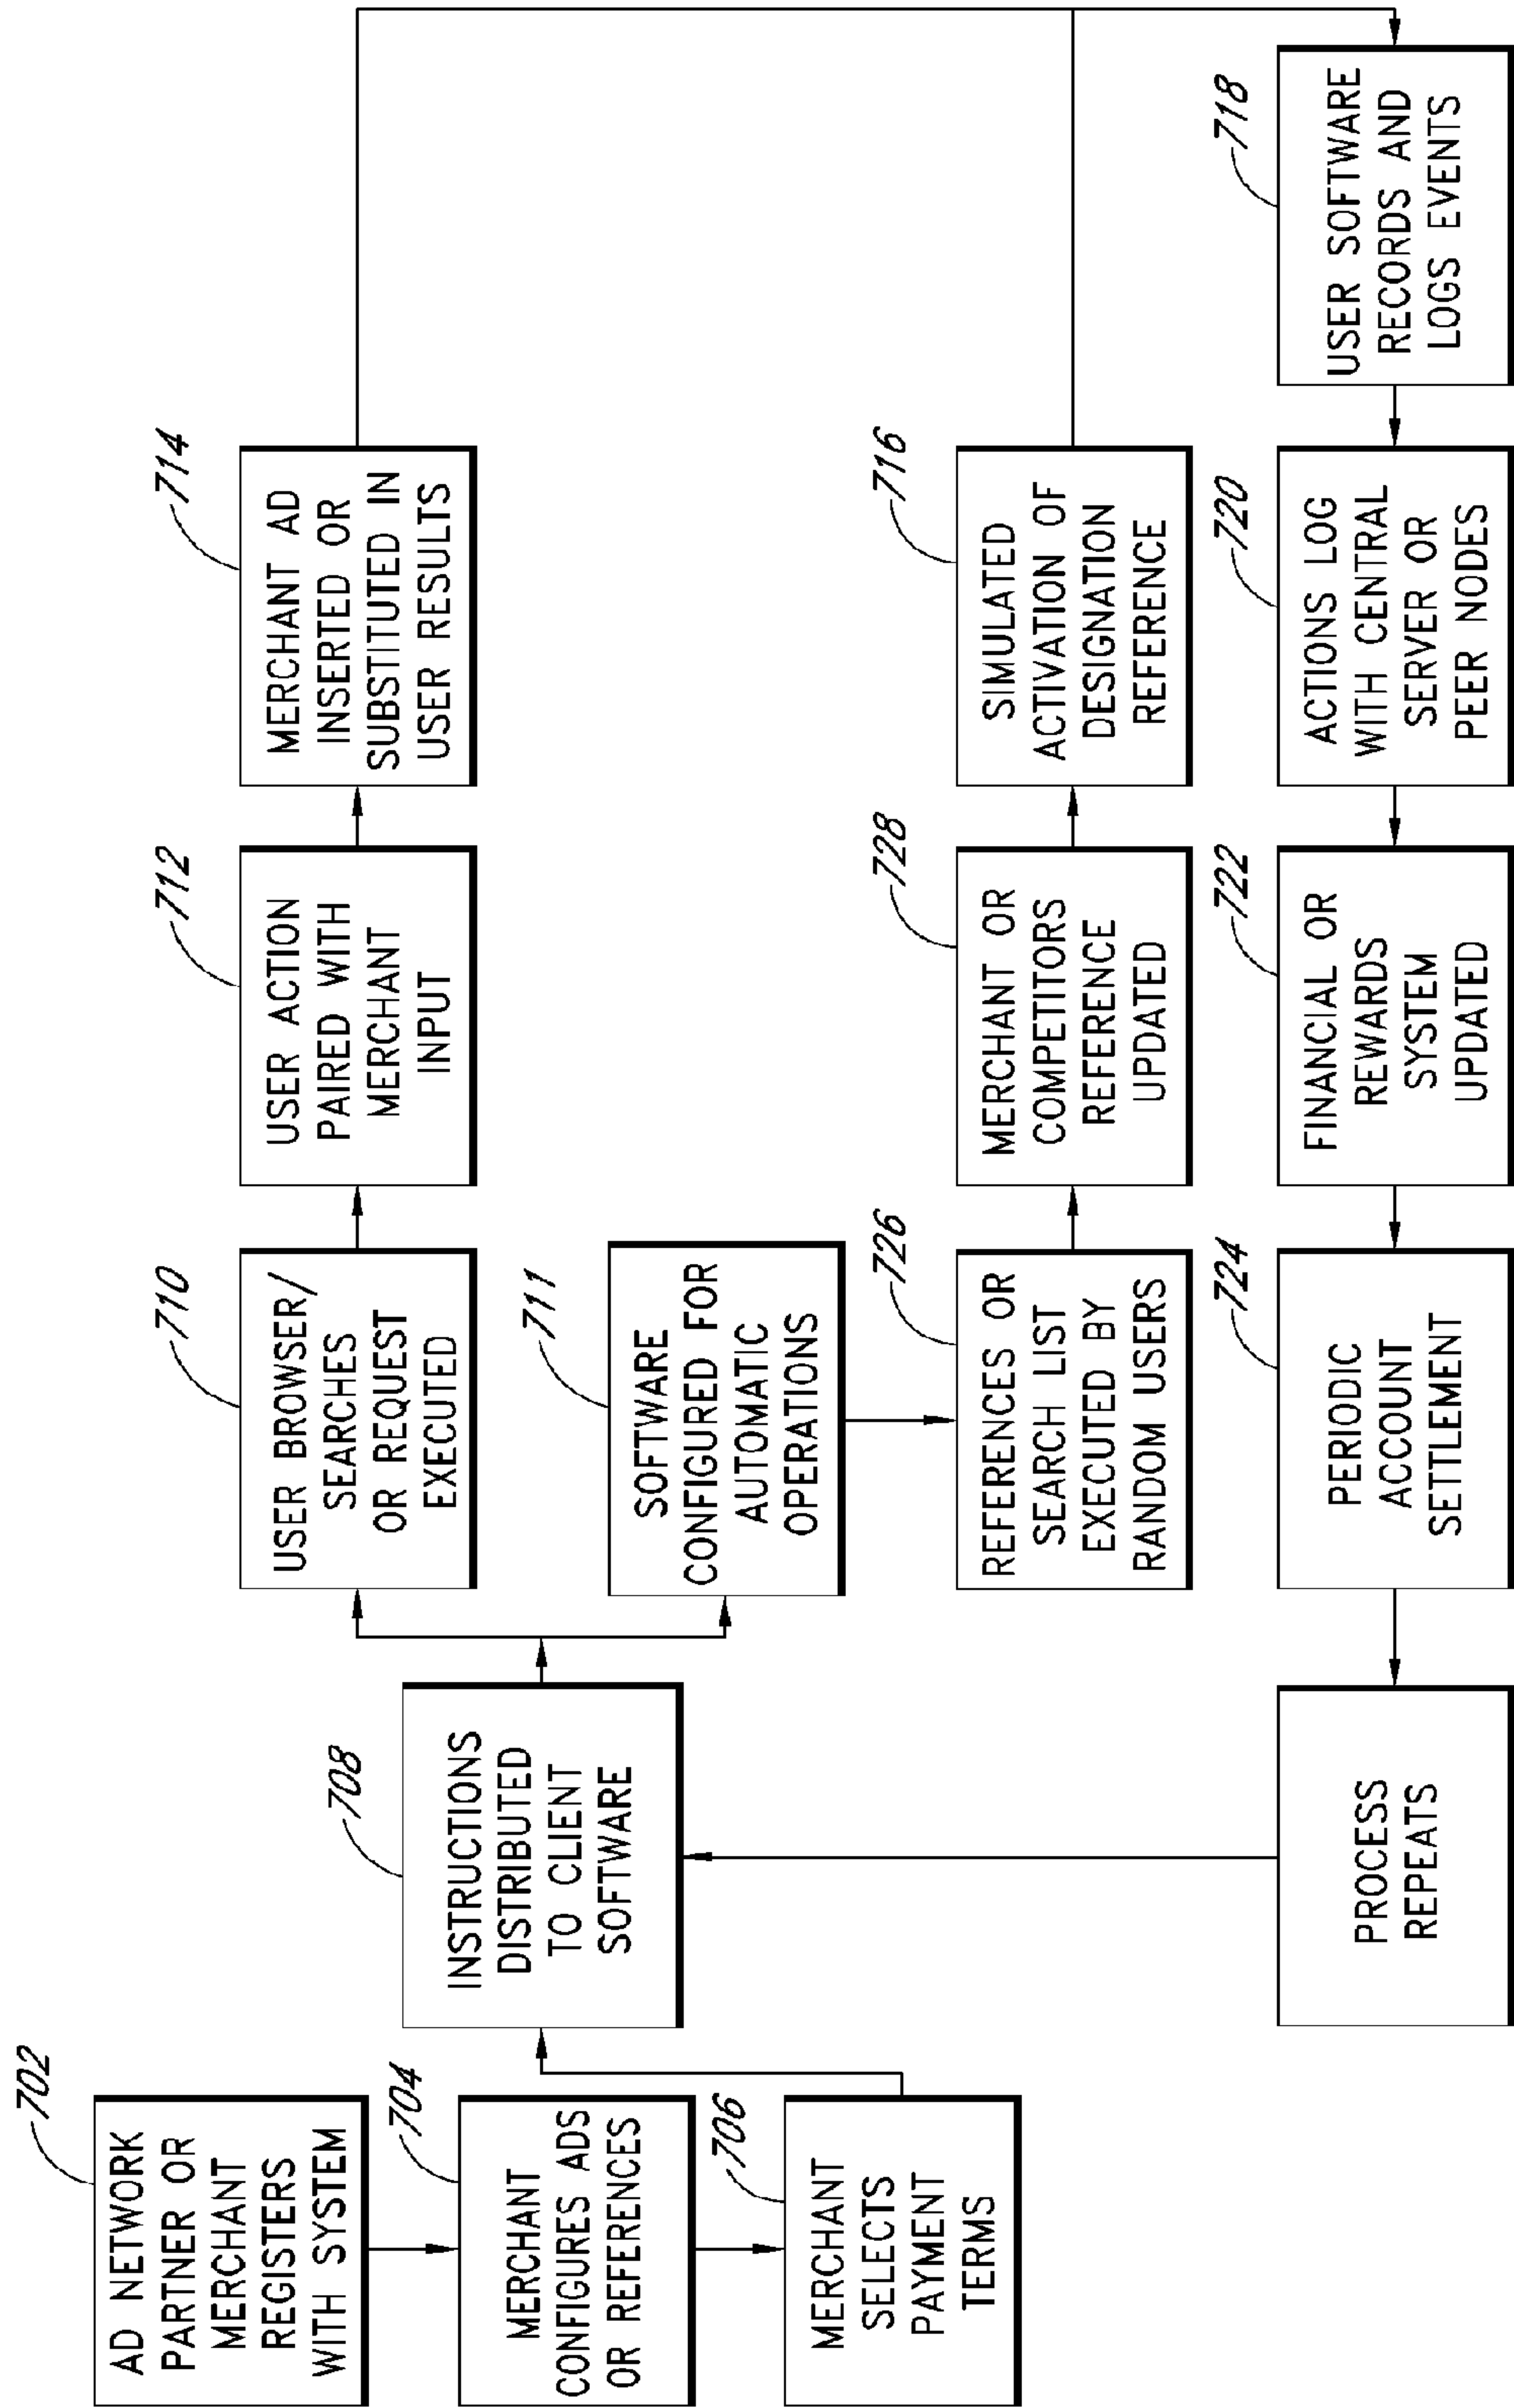 702
AD NETWORK
PARTNER OR
MERCHANT
REGISTERS
WITH SYSTEM
704
MERCHANT
CONFIGURES ADS
OR REFERENCES
706
MERCHANT
SELECTS
PAYMENT
TERMS
708
INSTRUCTIONS
DISTRIBUTED
TO CLIENT
SOFTWARE
710
USER BROWSER/
SEARCHES
OR REQUEST
EXECUTED
712
USER ACTION
PAIRED WITH
MERCHANT
INPUT
714
MERCHANT AD
INSERTED OR
SUBSTITUTED IN
USER RESULTS
711
SOFTWARE
CONFIGURED FOR
AUTOMATIC
OPERATIONS
726
REFERENCES OR
SEARCH LIST
EXECUTED BY
RANDOM USERS
728
MERCHANT OR
COMPETITORS
REFERENCE
UPDATED
716
SIMULATED
ACTIVATION OF
DESIGNATION
REFERENCE
718
USER SOFTWARE
RECORDS AND
LOGS EVENTS
720
ACTIONS LOG
WITH CENTRAL
SERVER OR
PEER NODES
722
FINANCIAL OR
REWARDS
SYSTEM
UPDATED
724
PERIODIC
ACCOUNT
SETTLEMENT
PROCESS
REPEATS